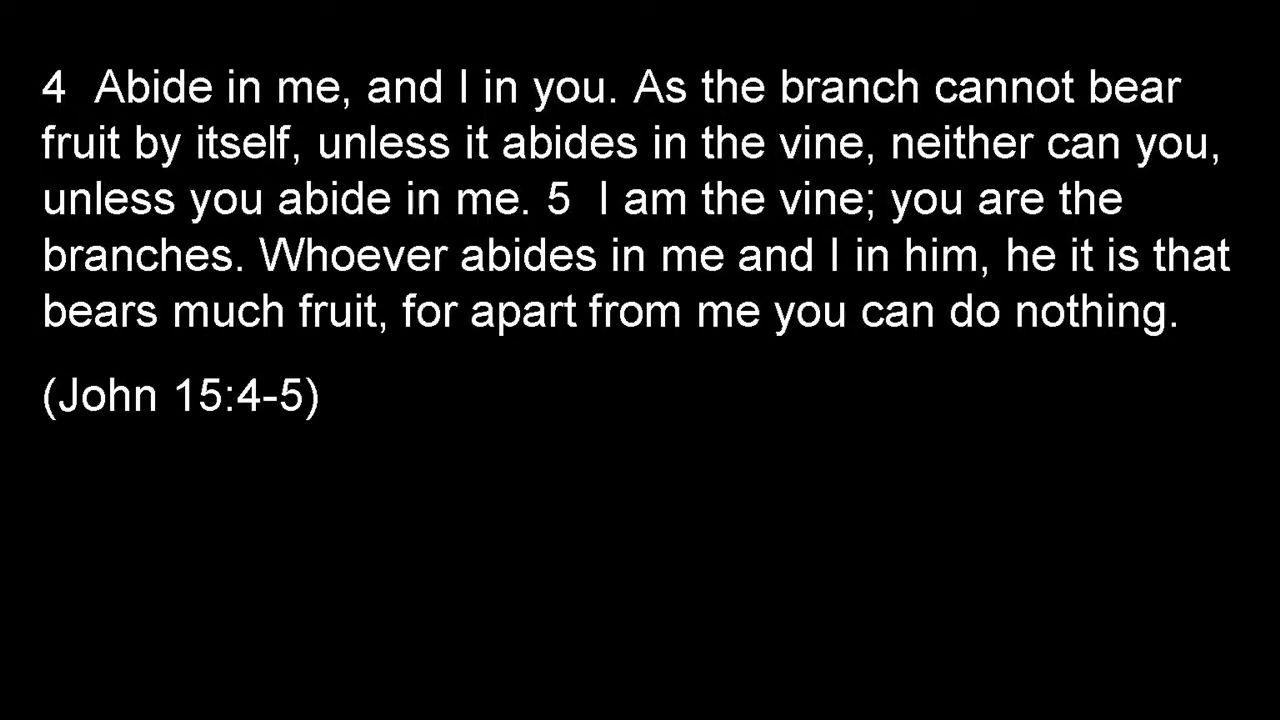 4  Abide in me, and I in you. As the branch cannot bear
fruit by itself, unless it abides in the vine, neither can you,
unless you abide in me. 5  I am the vine; you are the
branches. Whoever abides in me and I in him, he it is that
bears much fruit, for apart from me you can do nothing.
(John 15:4-5)